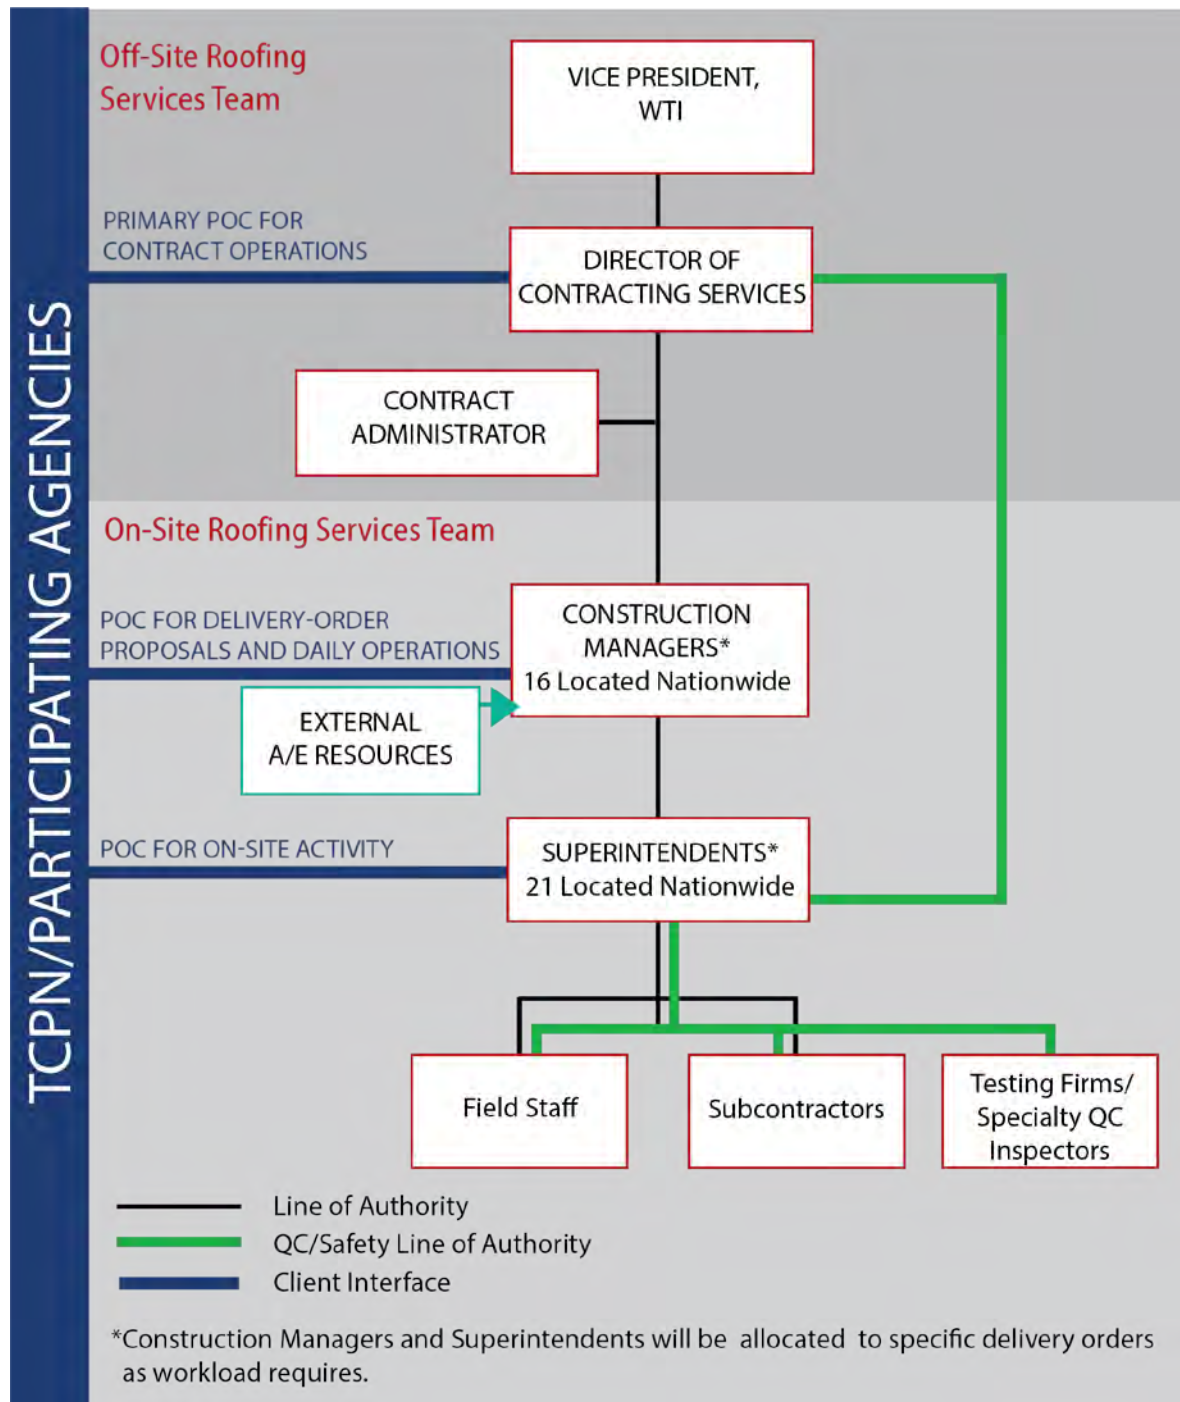 TCPN/PARTICIPATING AGENCIES
Off-Site Roofing
Services Team
VICE PRESIDENT,
WTI
PRIMARY POC FOR
CONTRACT OPERATIONS
DIRECTOR OF
CONTRACTING SERVICES
CONTRACT
ADMINISTRATOR
On-Site Roofing Services Team
POC FOR DELIVERY-ORDER
PROPOSALS AND DAILY OPERATIONS
CONSTRUCTION
MANAGERS*
16 Located Nationwide
EXTERNAL
A/E RESOURCES
POC FOR ON-SITE ACTIVITY
SUPERINTENDENTS*
21 Located Nationwide
Field Staff
Subcontractors
Testing Firms/
Specialty QC
Inspectors
Line of Authority
QC/Safety Line of Authority
Client Interface
*Construction Managers and Superintendents will be allocated to specific delivery orders
as workload requires.